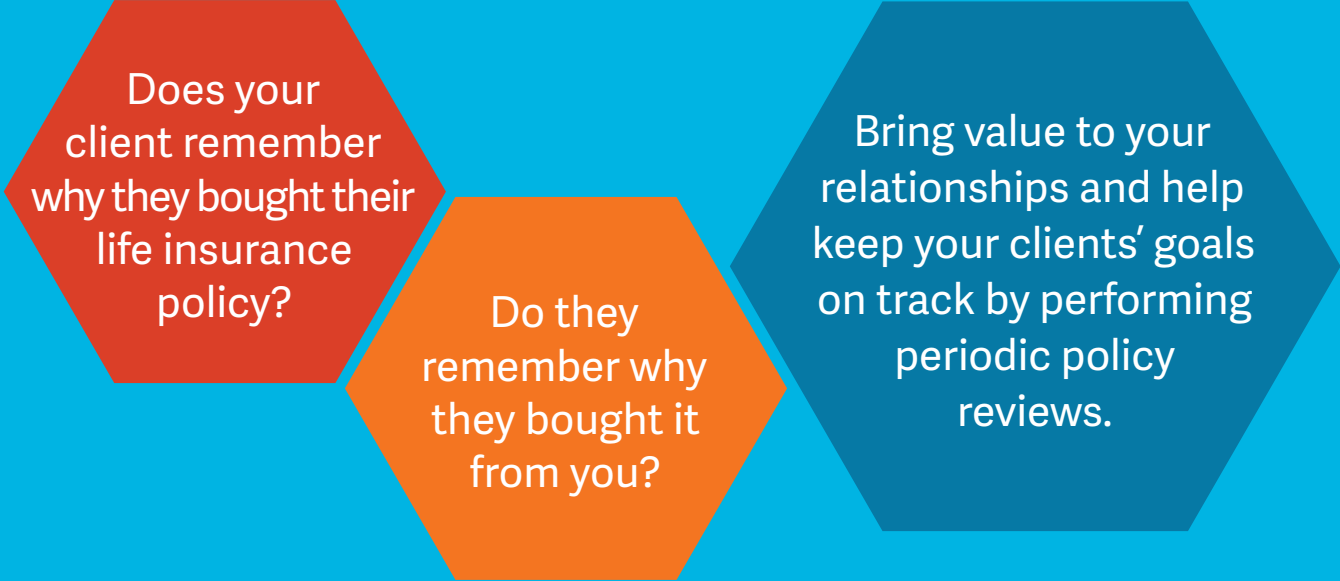 Does your
client remember
why they bought their
life insurance
policy?
Do they
remember why
they bought it
from you?
Bring value to your
relationships and help
keep your clients’ goals
on track by performing
periodic policy
reviews.